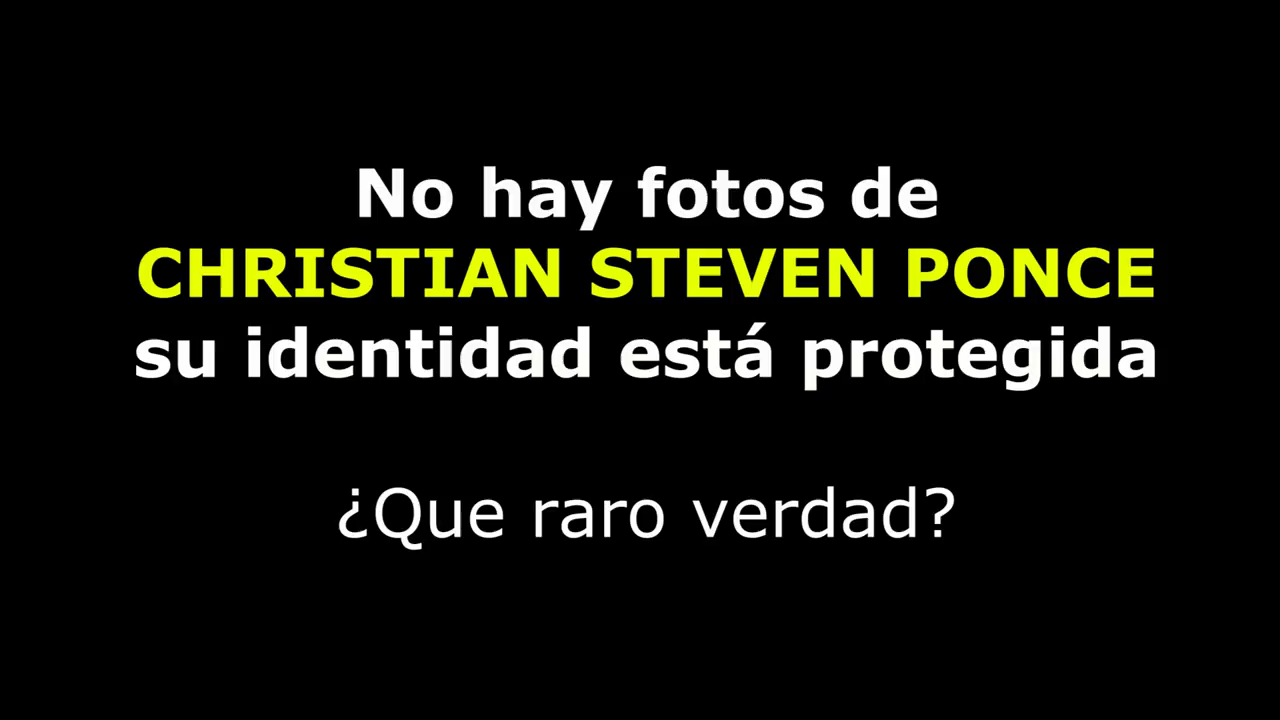 No hay fotos de
CHRISTIAN STEVEN PONCE
su identidad está protegida
¿Que raro verdad?